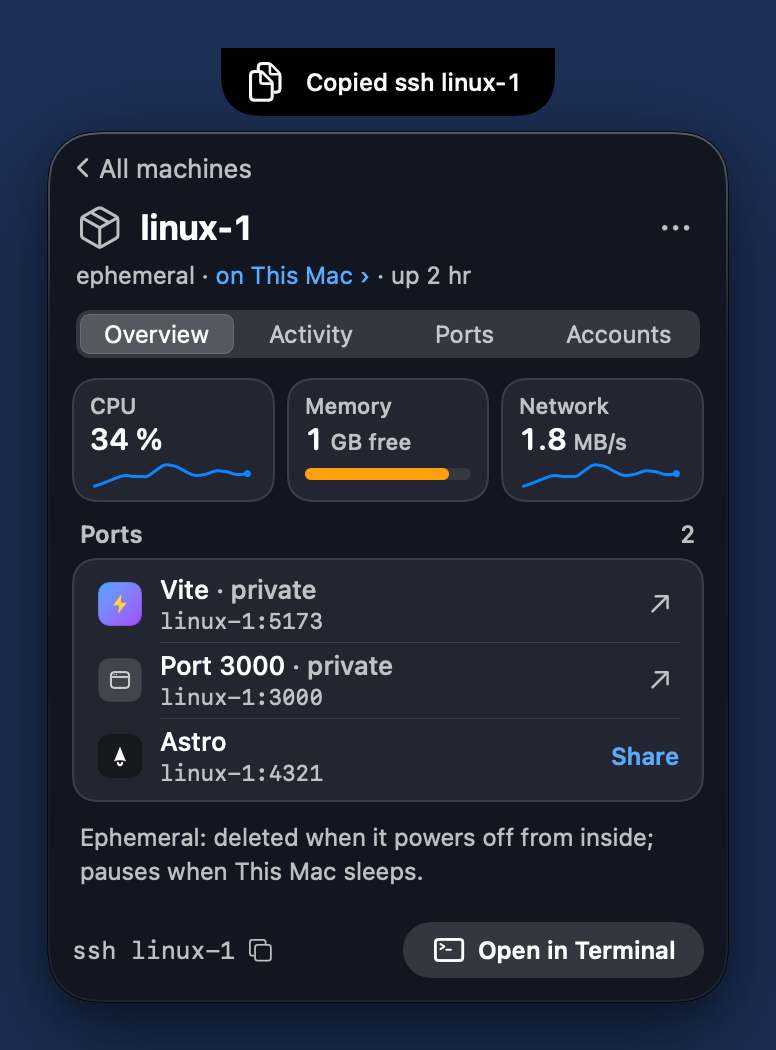 Copied ssh linux-1
All machines
linux-1
ephemeral · on This Mac › · up 2 hr
Overview Activity Ports Accounts
CPU Memory Network
34 % 1 GB free 1.8 MB/s
Ports 2
Vite · private
linux-1:5173
Port 3000 · private
linux-1:3000
Astro
linux-1:4321
Share
Ephemeral: deleted when it powers off from inside;
pauses when This Mac sleeps.
ssh linux-1 Open in Terminal